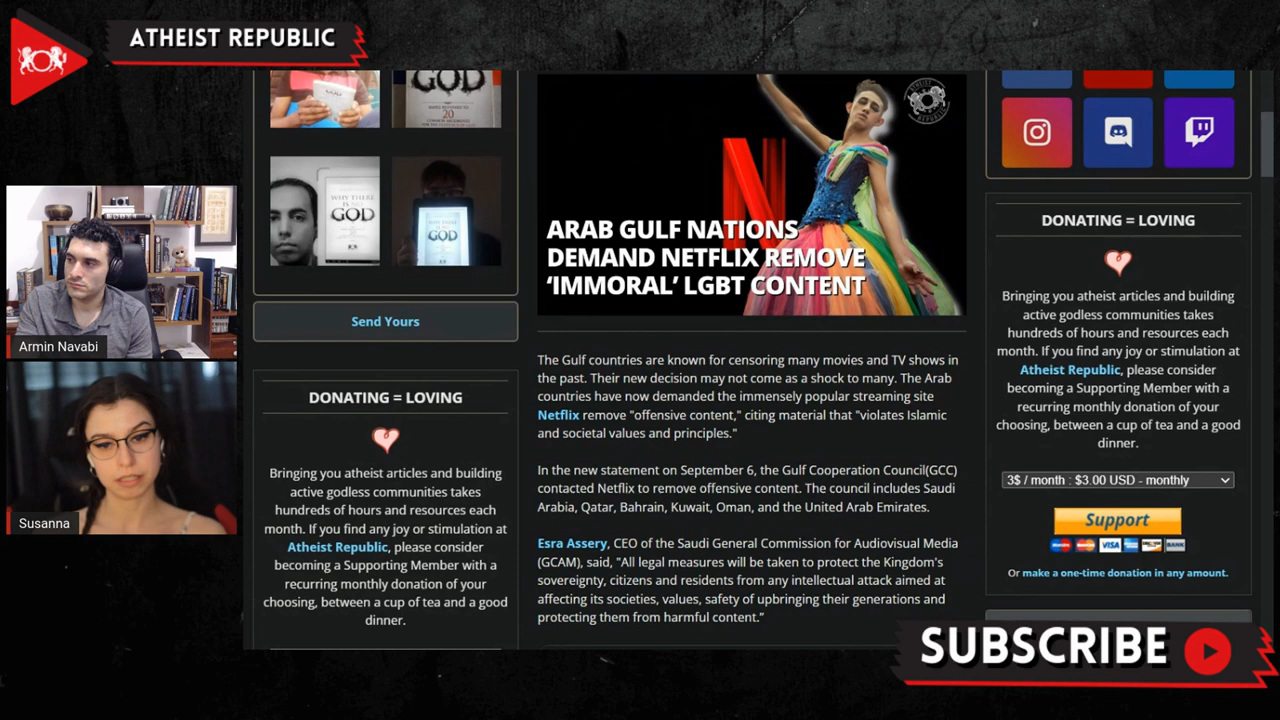 ATHEIST REPUBLIC
Armin Navabi
Susanna
GOD
20
WHY THERE
IS NO
GOD
GOD
Send Yours
DONATING = LOVING
Bringing you atheist articles and building
active godless communities takes
hundreds of hours and resources each
month. If you find any joy or stimulation at
Atheist Republic, please consider
becoming a Supporting Member with a
recurring monthly donation of your
choosing, between a cup of tea and a good
dinner.
N
ARAB GULF NATIONS
DEMAND NETFLIX REMOVE
‘IMMORAL’ LGBT CONTENT
The Gulf countries are known for censoring many movies and TV shows in
the past. Their new decision may not come as a shock to many. The Arab
countries have now demanded the immensely popular streaming site
Netflix remove "offensive content," citing material that "violates Islamic
and societal values and principles."
In the new statement on September 6, the Gulf Cooperation Council(GCC)
contacted Netflix to remove offensive content. The council includes Saudi
Arabia, Qatar, Bahrain, Kuwait, Oman, and the United Arab Emirates.
Esra Assery, CEO of the Saudi General Commission for Audiovisual Media
(GCAM), said, "All legal measures will be taken to protect the Kingdom's
sovereignty, citizens and residents from any intellectual attack aimed at
affecting its societies, values, safety of upbringing their generations and
protecting them from harmful content.”
DONATING = LOVING
Bringing you atheist articles and building
active godless communities takes
hundreds of hours and resources each
month. If you find any joy or stimulation at
Atheist Republic, please consider
becoming a Supporting Member with a
recurring monthly donation of your
choosing, between a cup of tea and a good
dinner.
3$ / month : $3.00 USD - monthly
Support
VISA
BANK
Or make a one-time donation in any amount.
SUBSCRIBE